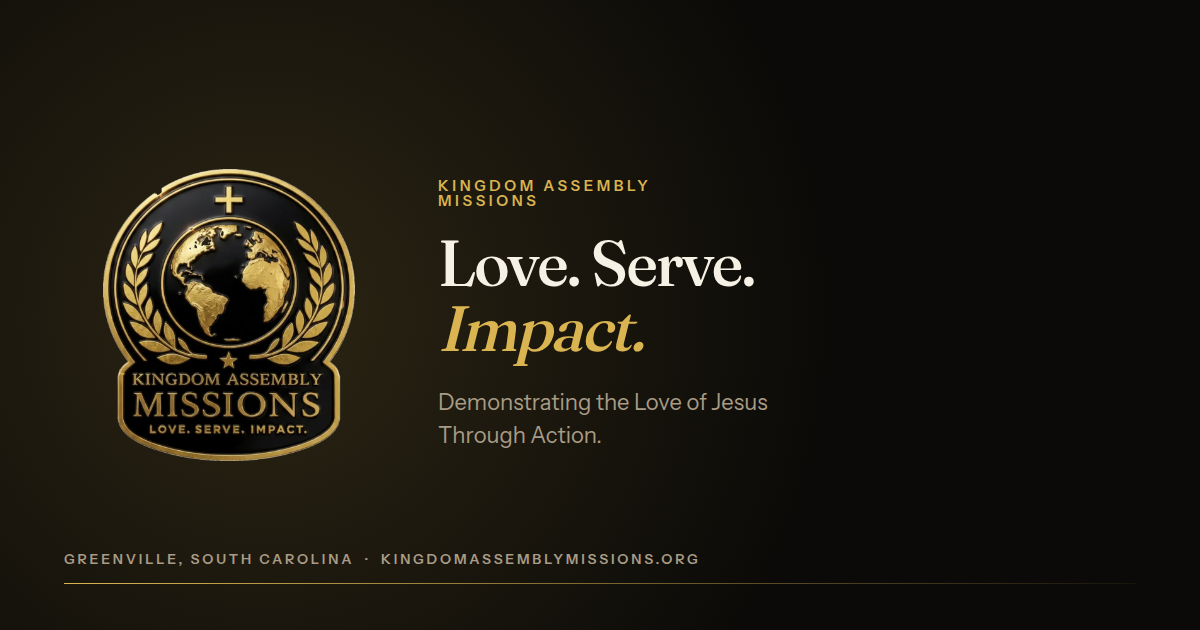 KINGDOM ASSEMBLY
MISSIONS
LOVE. SERVE. IMPACT.
KINGDOM ASSEMBLY
MISSIONS
Love. Serve.
Impact.
Demonstrating the Love of Jesus
Through Action.
GREENVILLE, SOUTH CAROLINA · KINGDOMASSEMBLYMISSIONS.ORG